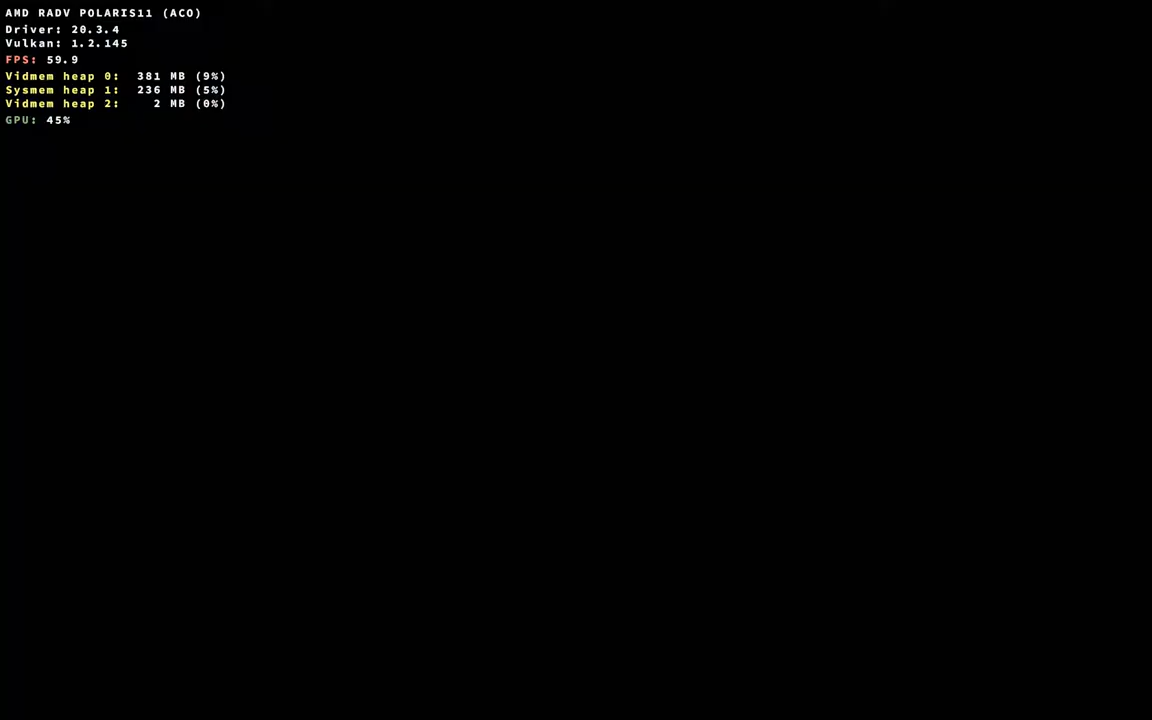 AMD RADV POLARIS11 (ACO)
Driver: 20.3.4
Vulkan: 1.2.145
FPS: 59.9
Vidmem heap 0: 381 MB (9%)
Sysmem heap 1: 236 MB (5%)
Vidmem heap 2: 2 MB (0%)
GPU: 45%